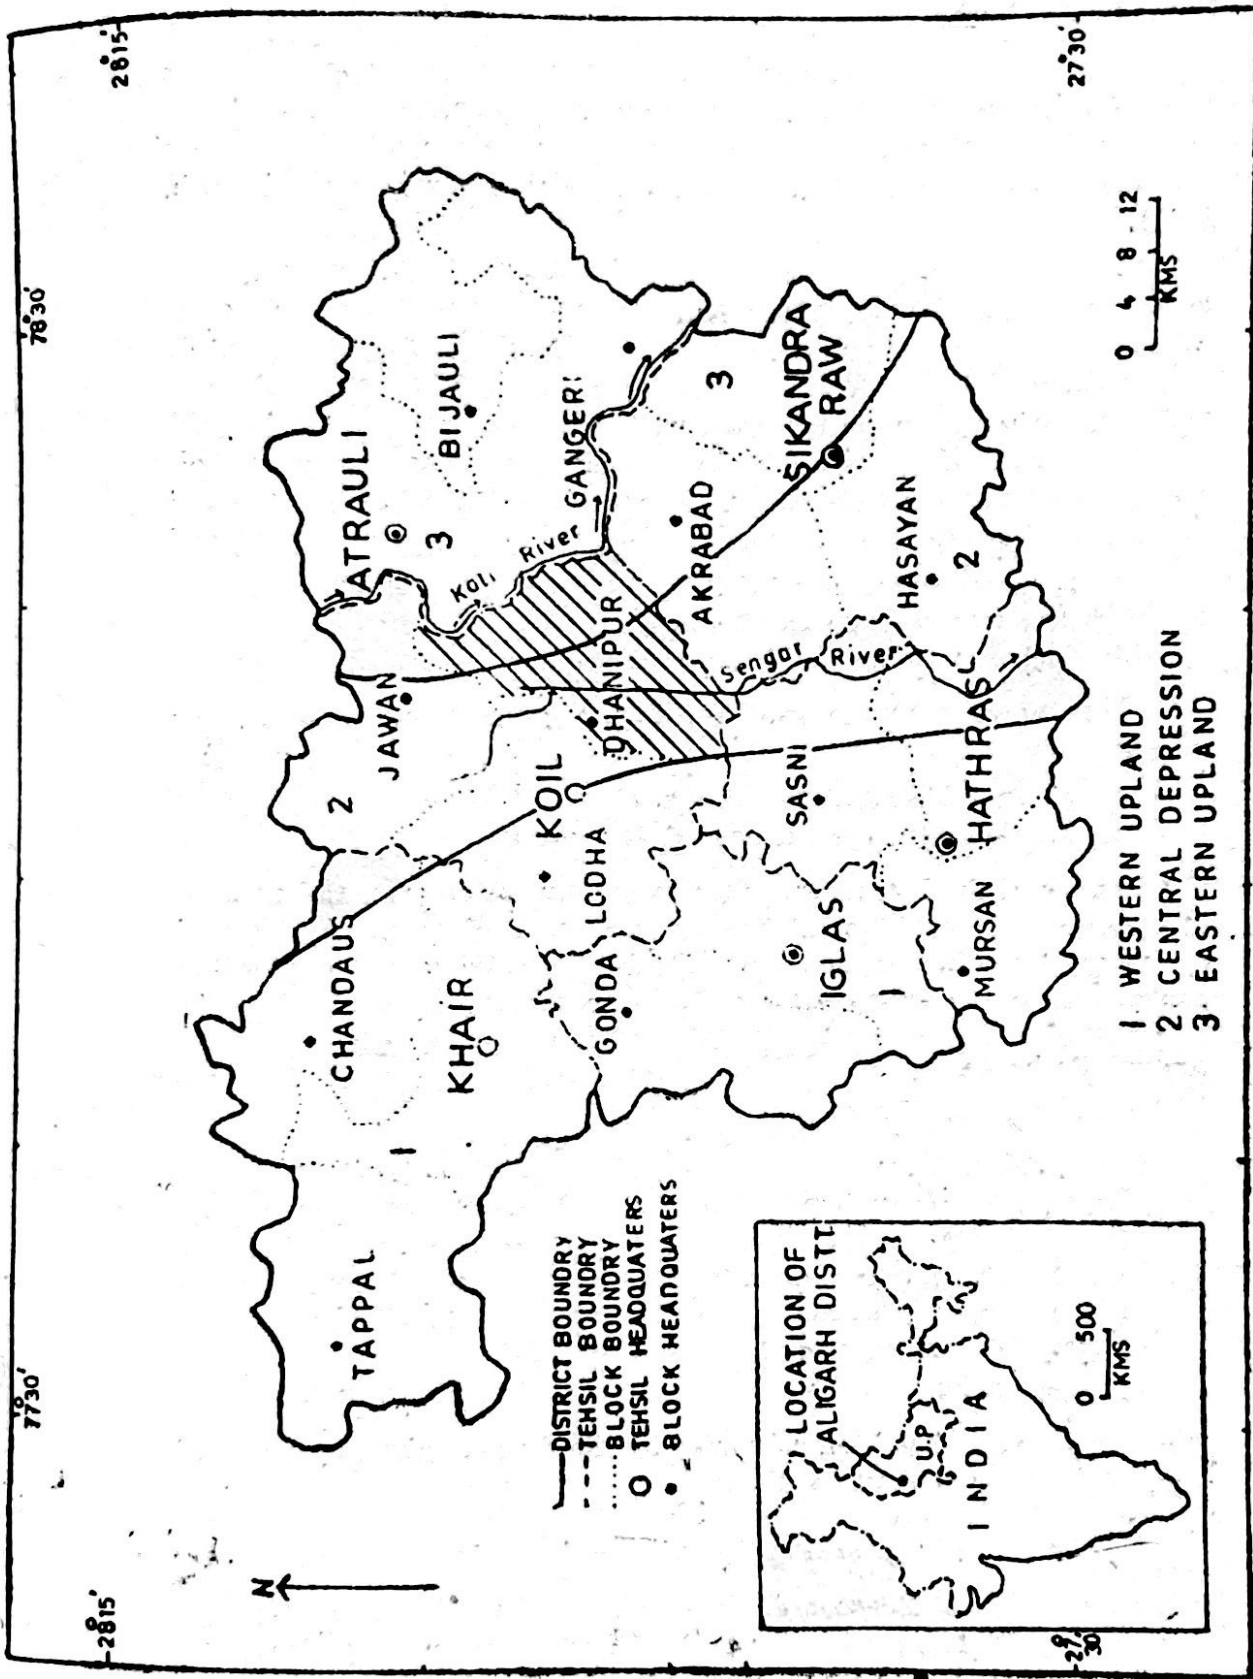 77°30'
78°30'
28°15'
28°15'
N
TAPPAL
CHANDAUS
KHAIR
1
2
JAWAN
ATRAULI
3
BIJAULI
Kali River
GANGERI
KOIL
LODHA
GONDA
DHANIPUR
AKRABAD
3
SIKANDRA
RAW
Sengar River
SASNI
IGLAS
1
HASAYAN
2
HATHRAS
MURSAN
DISTRICT BOUNDRY
TEHSIL BOUNDRY
BLOCK BOUNDRY
TEHSIL HEADQUATERS
BLOCK HEADQUATERS
LOCATION OF
ALIGARH DISTT
U.P
INDIA
0 500
KMS
1 WESTERN UPLAND
2 CENTRAL DEPRESSION
3 EASTERN UPLAND
0 4 8 12
KMS
27°30'
27°30'